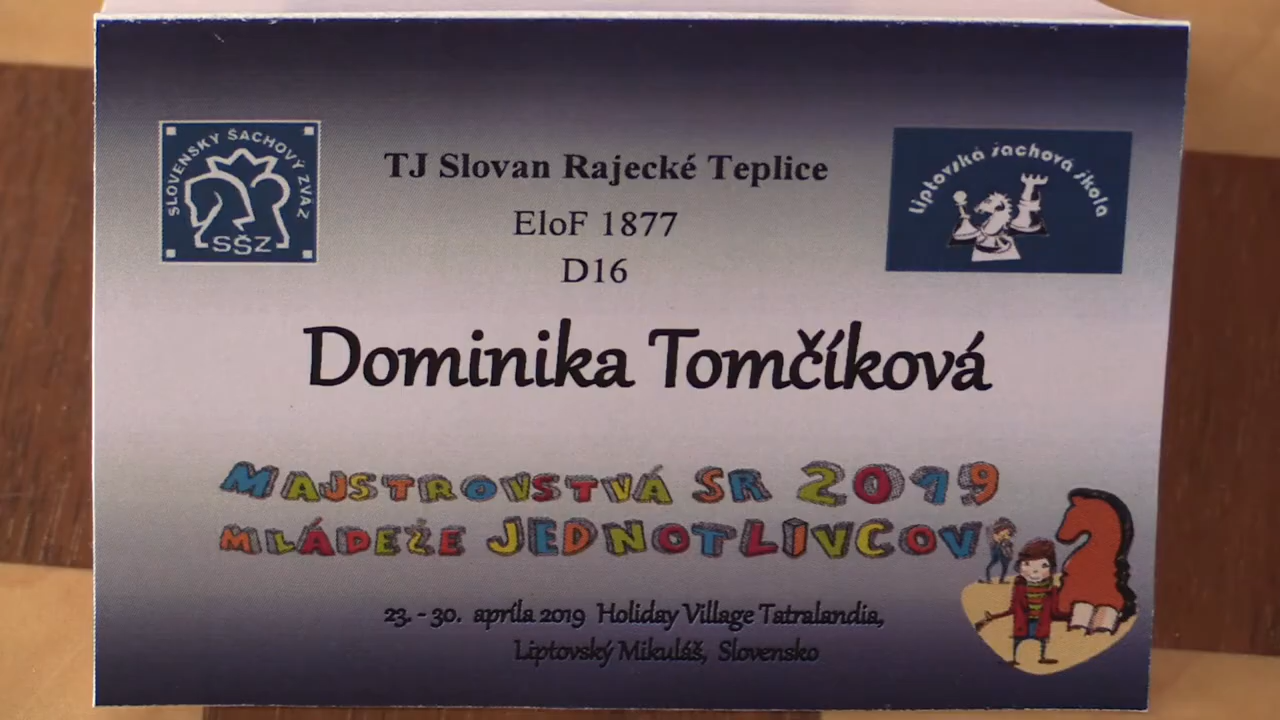 SLOVENSKÝ ŠACHOVÝ ZVÄZ
SŠZ
TJ Slovan Rajecké Teplice
EloF 1877
D16
Liptovská šachová škola
Dominika Tomčíková
MAJSTROVSTVÁ SR 2019
MLÁDEŽE JEDNOTLIVCOV
23. - 30. apríla 2019 Holiday Village Tatralandia,
Liptovský Mikuláš, Slovensko